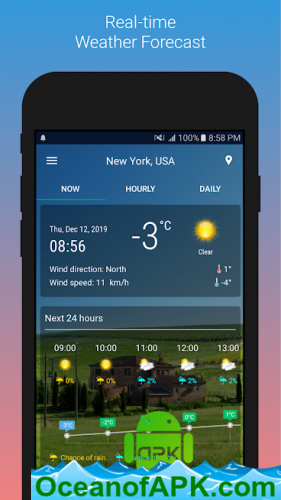 Real-time
Weather Forecast
100% 8:58 PM
New York, USA
NOW HOURLY DAILY
Thu, Dec 12, 2019
08:56
-3°C
Clear
Wind direction: North
Wind speed: 11 km/h
1°
-4°
Next 24 hours
09:00 10:00 11:00 12:00 13:00
0% 0% 2% 2% 2%
-3°C -2°C 0°C 1°C
APK
Chance of rain
OceanofAPK.com